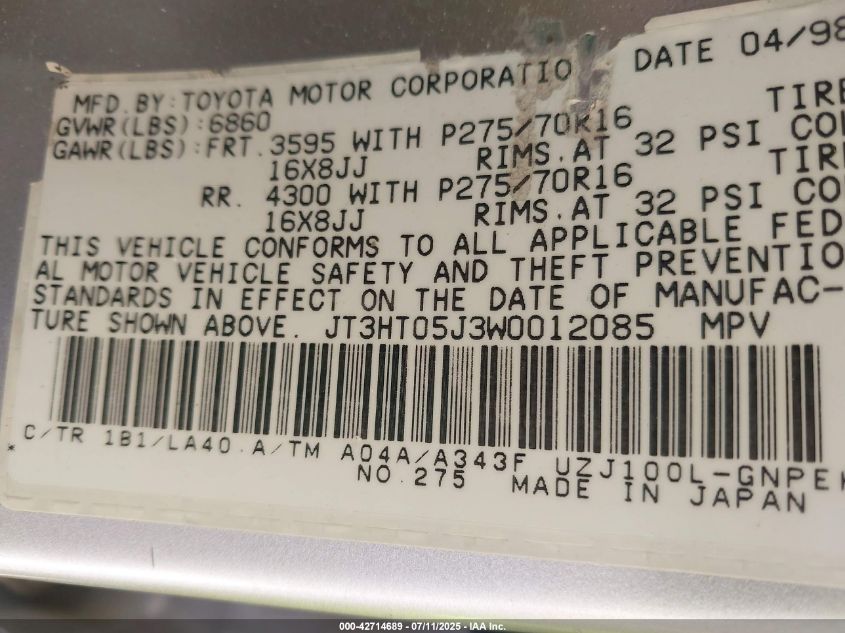 MFD. BY: TOYOTA MOTOR CORPORATIO DATE 04/98
GVWR(LBS):6860
GAWR(LBS):FRT. 3595 WITH P275/70R16 TIRE
16X8JJ RIMS. AT 32 PSI CO
RR. 4300 WITH P275/70R16 TIRE
16X8JJ RIMS. AT 32 PSI CO
THIS VEHICLE CONFORMS TO ALL APPLICABLE FED
AL MOTOR VEHICLE SAFETY AND THEFT PREVENTIO
STANDARDS IN EFFECT ON THE DATE OF MANUFAC-
TURE SHOWN ABOVE. JT3HT05J3W0012085 MPV
C/TR 1B1/LA40 .A/TM A04A/A343F UZJ100L-GNPE
* NO.275 MADE IN JAPAN
000-42714689 - 07/11/2025 - IAA Inc.